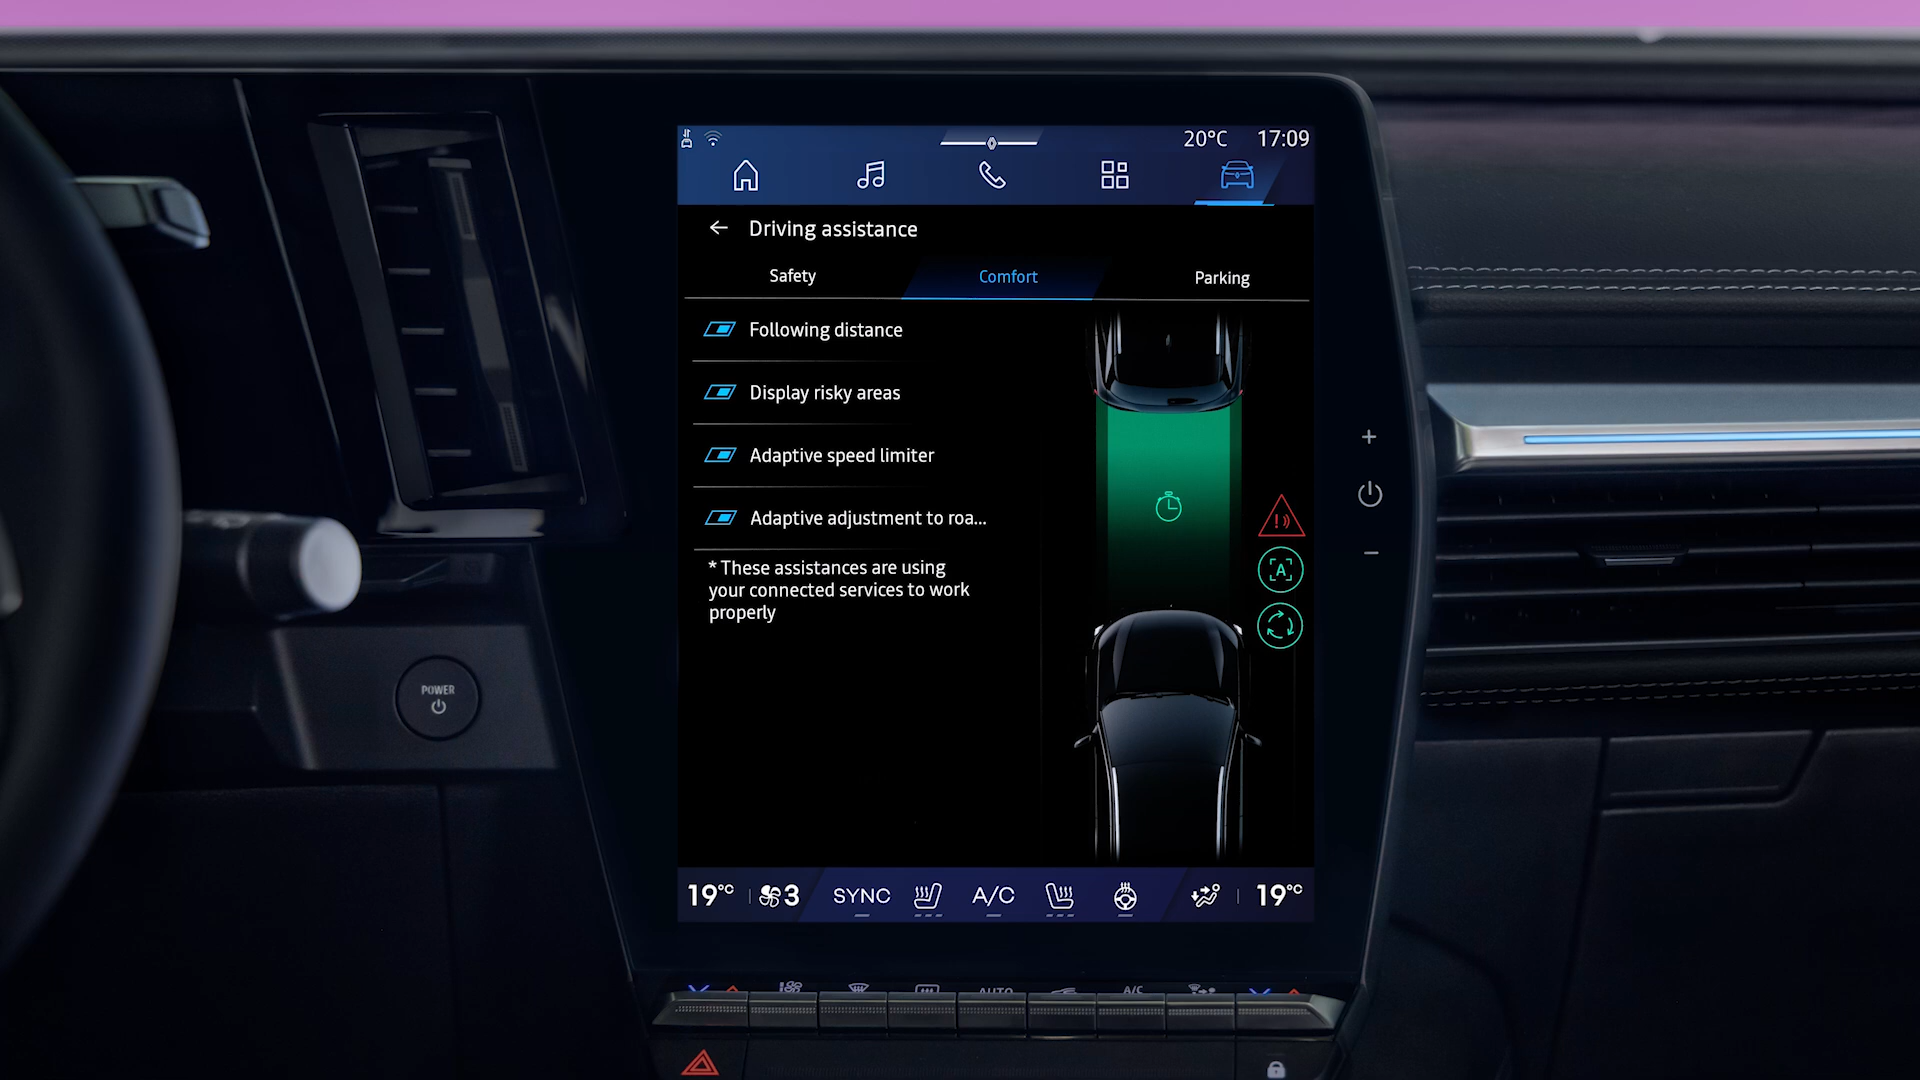 20°C 17:09
Driving assistance
Safety Comfort Parking
Following distance
Display risky areas
Adaptive speed limiter
Adaptive adjustment to roa...
* These assistances are using
your connected services to work
properly
A
POWER
+
−
19°C 3 SYNC A/C 19°C
AUTO A/C